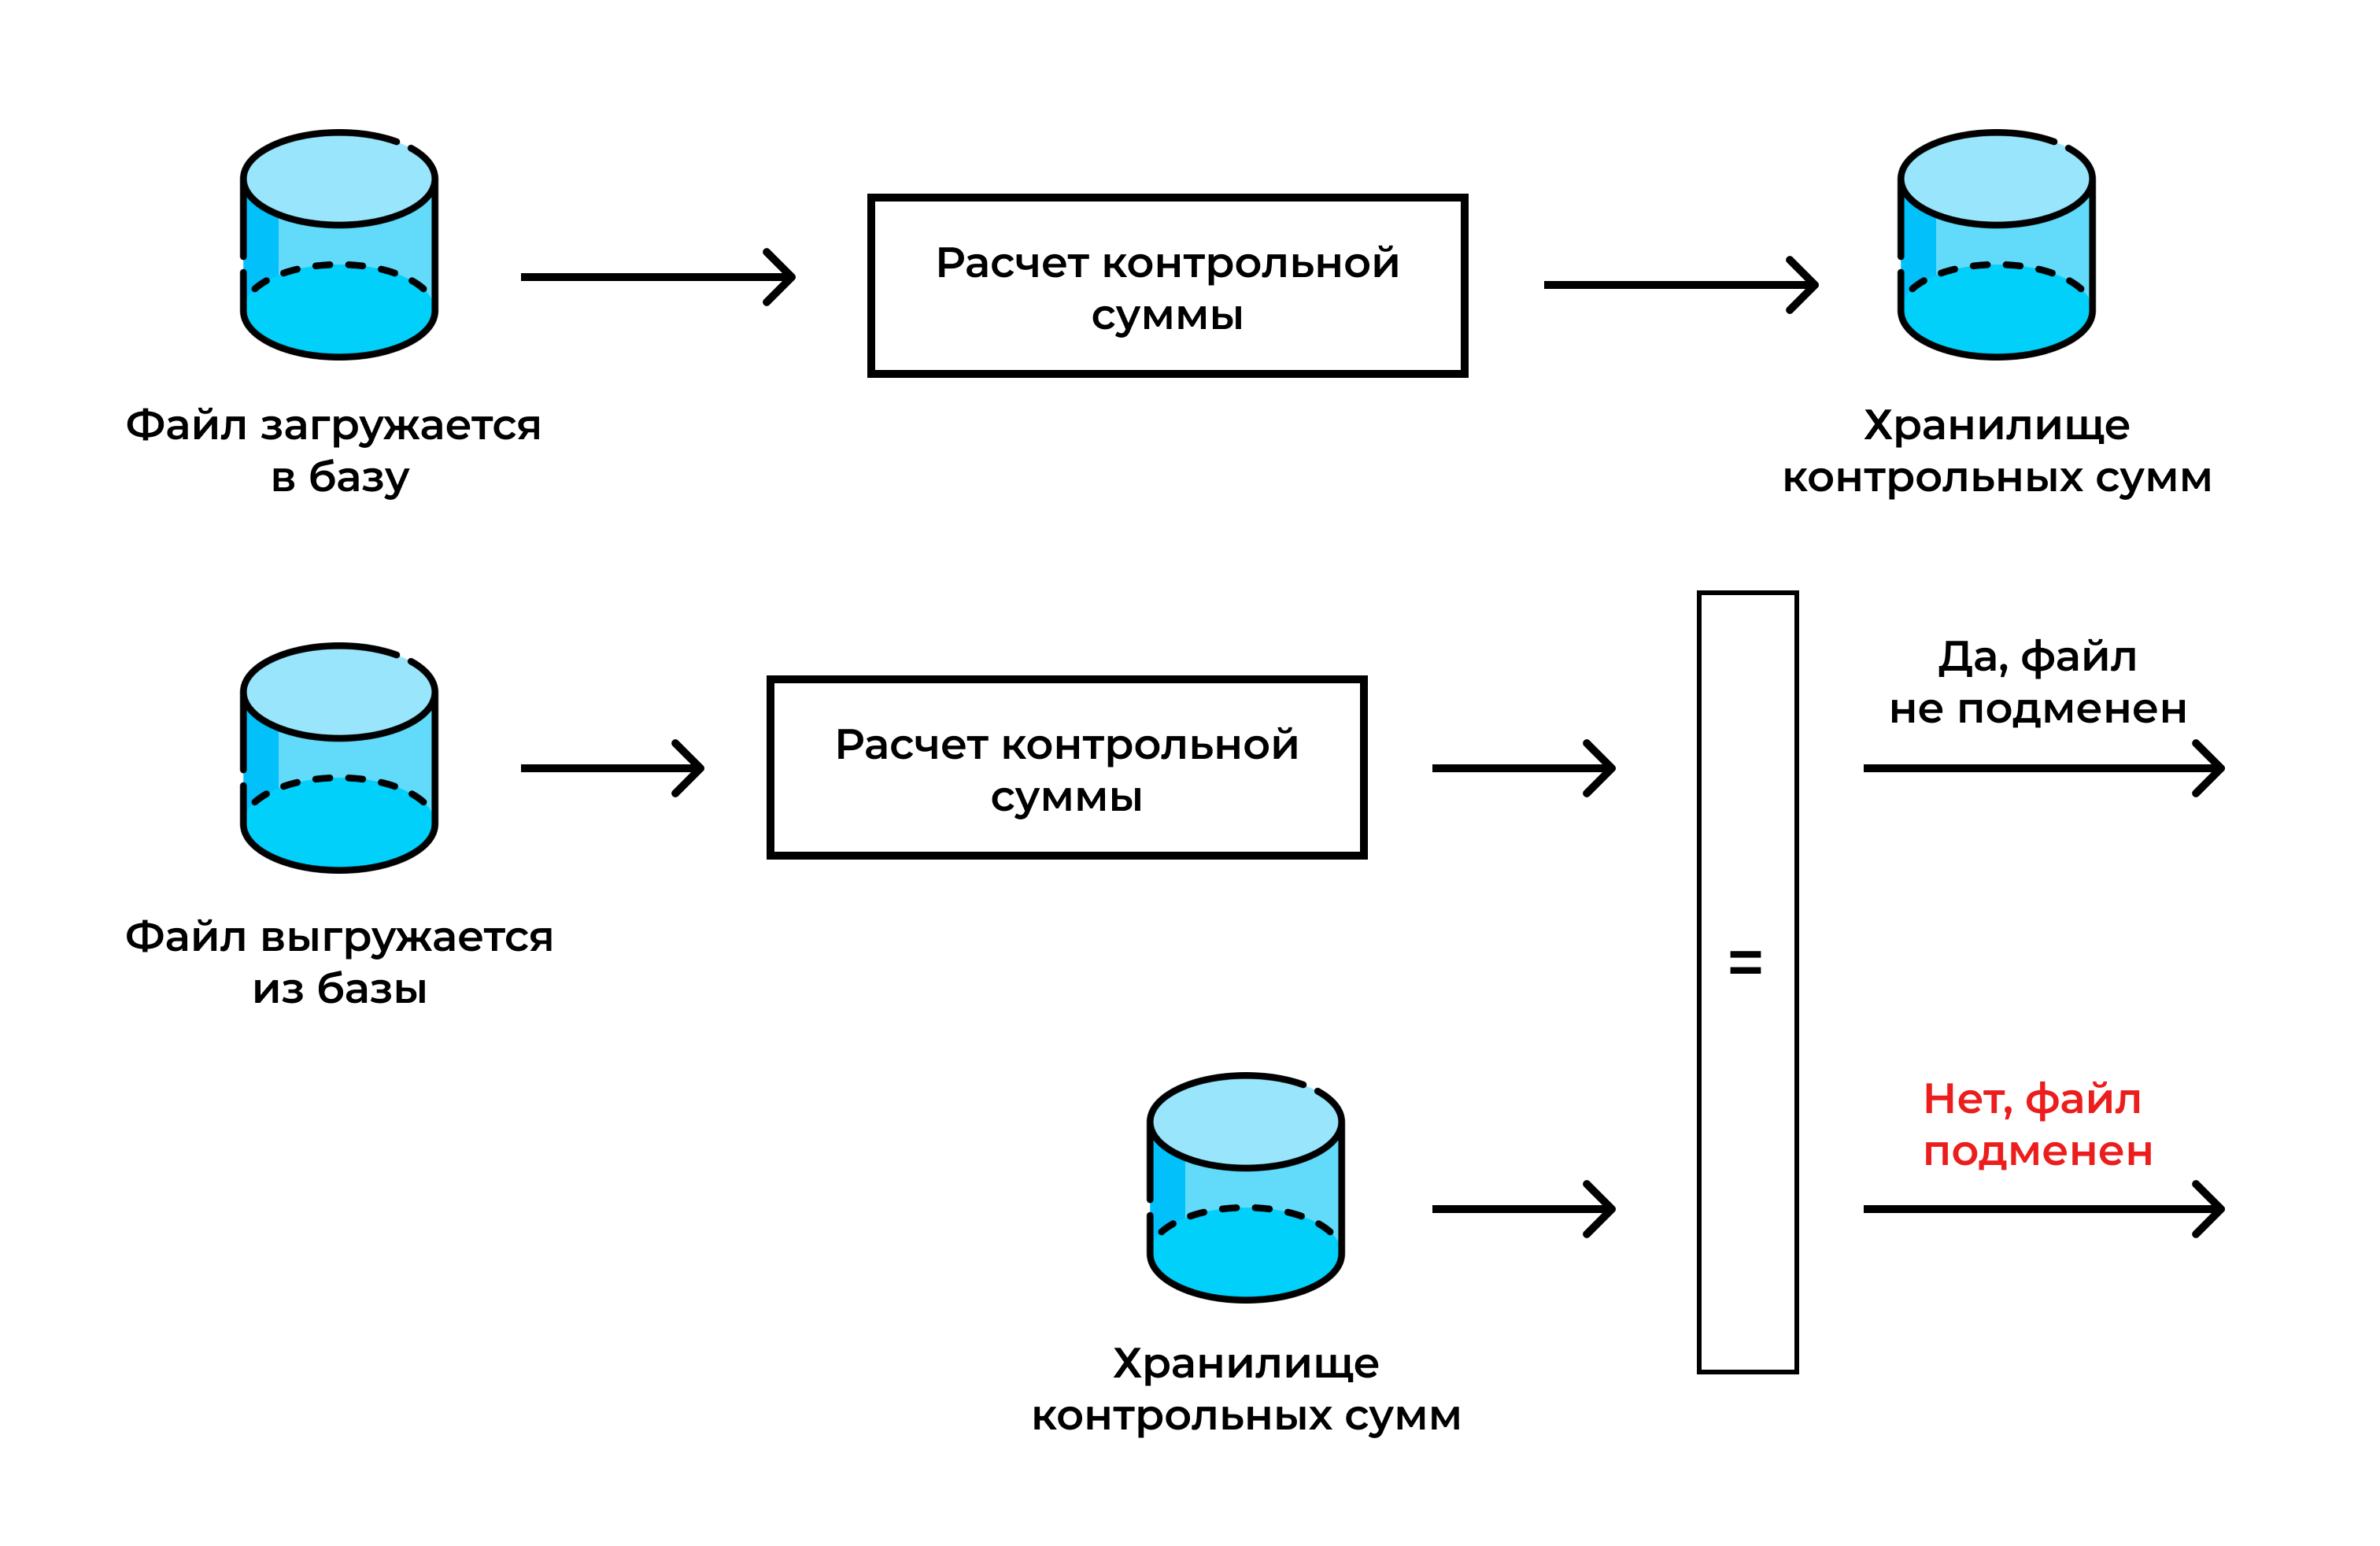 Расчет контрольной
суммы
Файл загружается
в базу
Хранилище
контрольных сумм
Да, файл
не подменен
Расчет контрольной
суммы
Файл выгружается
из базы
=
Нет, файл
подменен
Хранилище
контрольных сумм